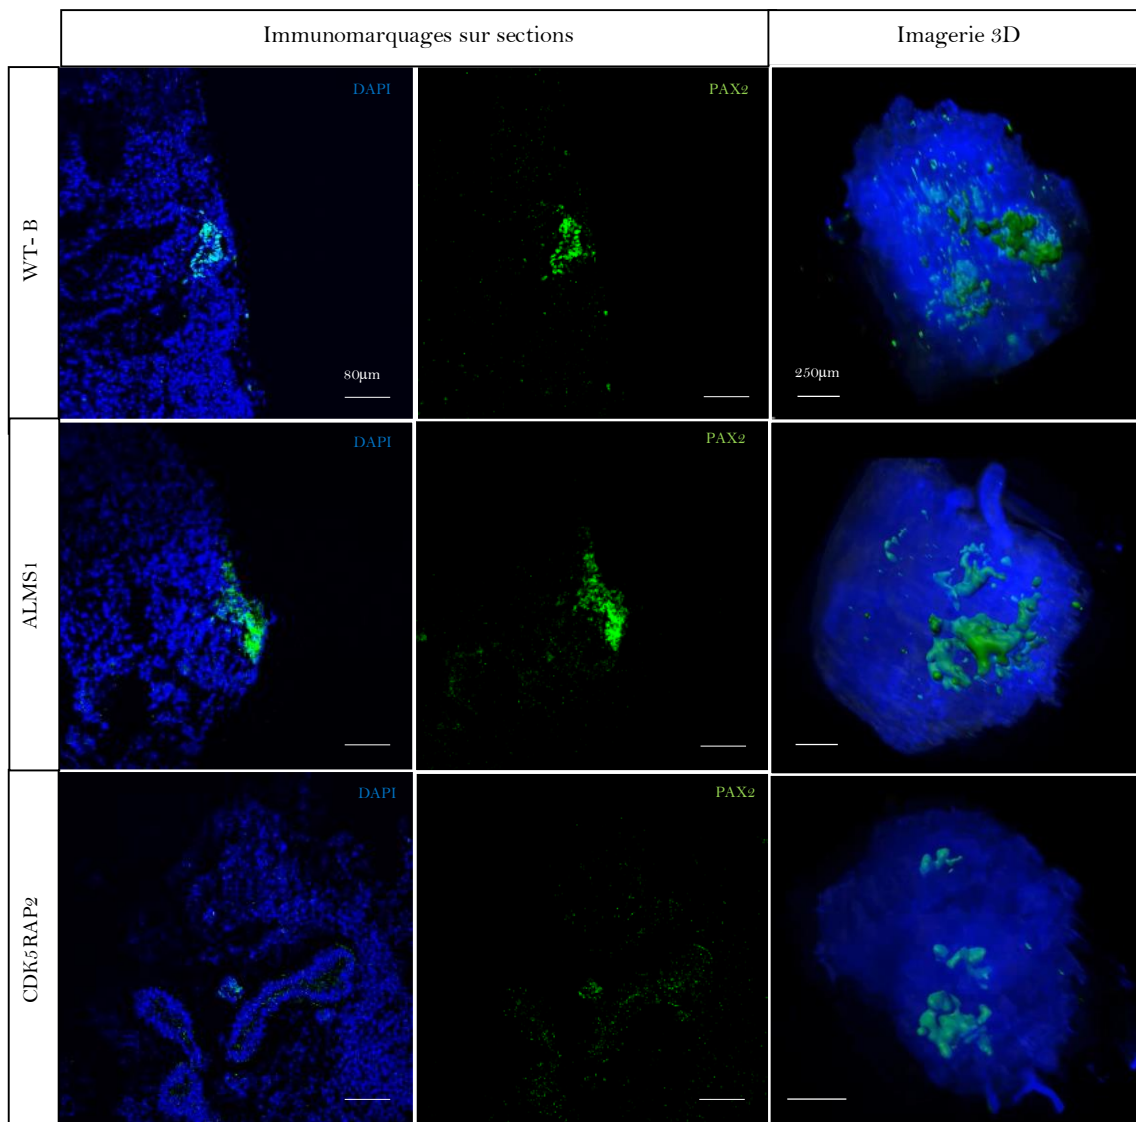 Immunomarquages sur sections
Imagerie 3D
WT- B
DAPI
80µm
PAX2
250µm
ALMS1
DAPI
PAX2
CDK5RAP2
DAPI
PAX2